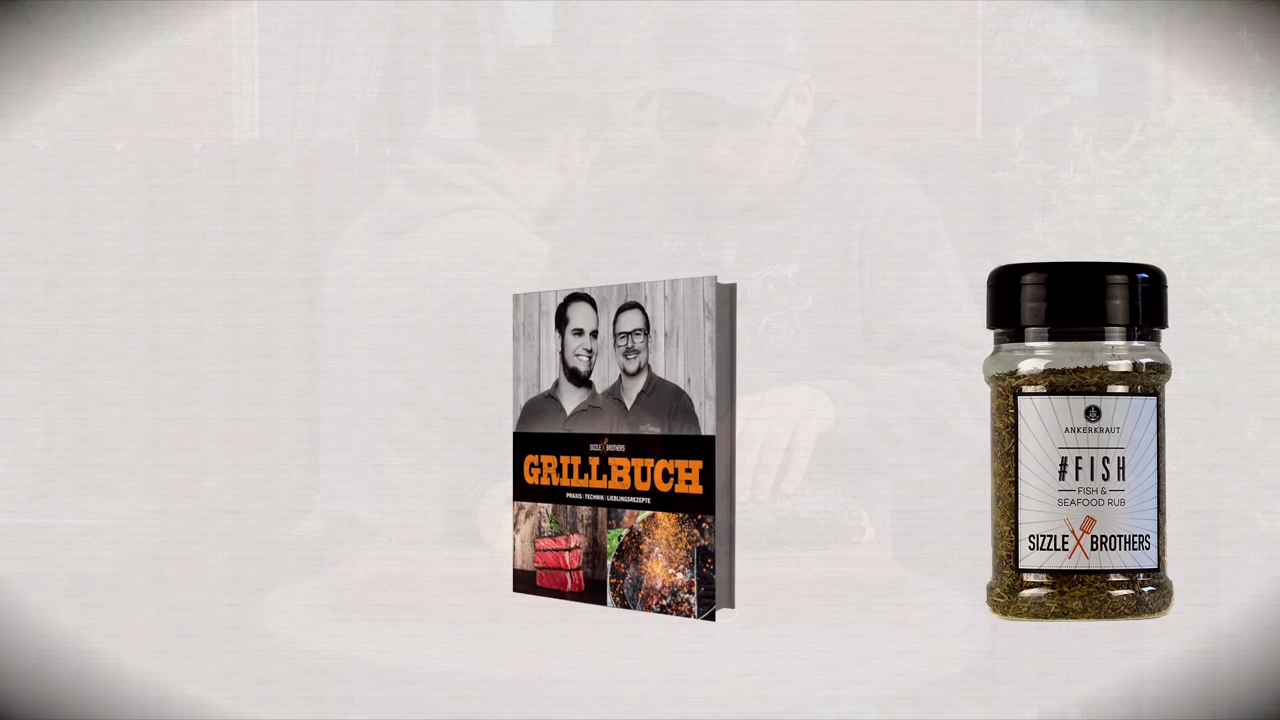 SIZZLE BROTHERS
GRILLBUCH
PRAXIS | TECHNIK | LIEBLINGSREZEPTE
ANKERKRAUT
#FISH
FISH &
SEAFOOD RUB
SIZZLE BROTHERS